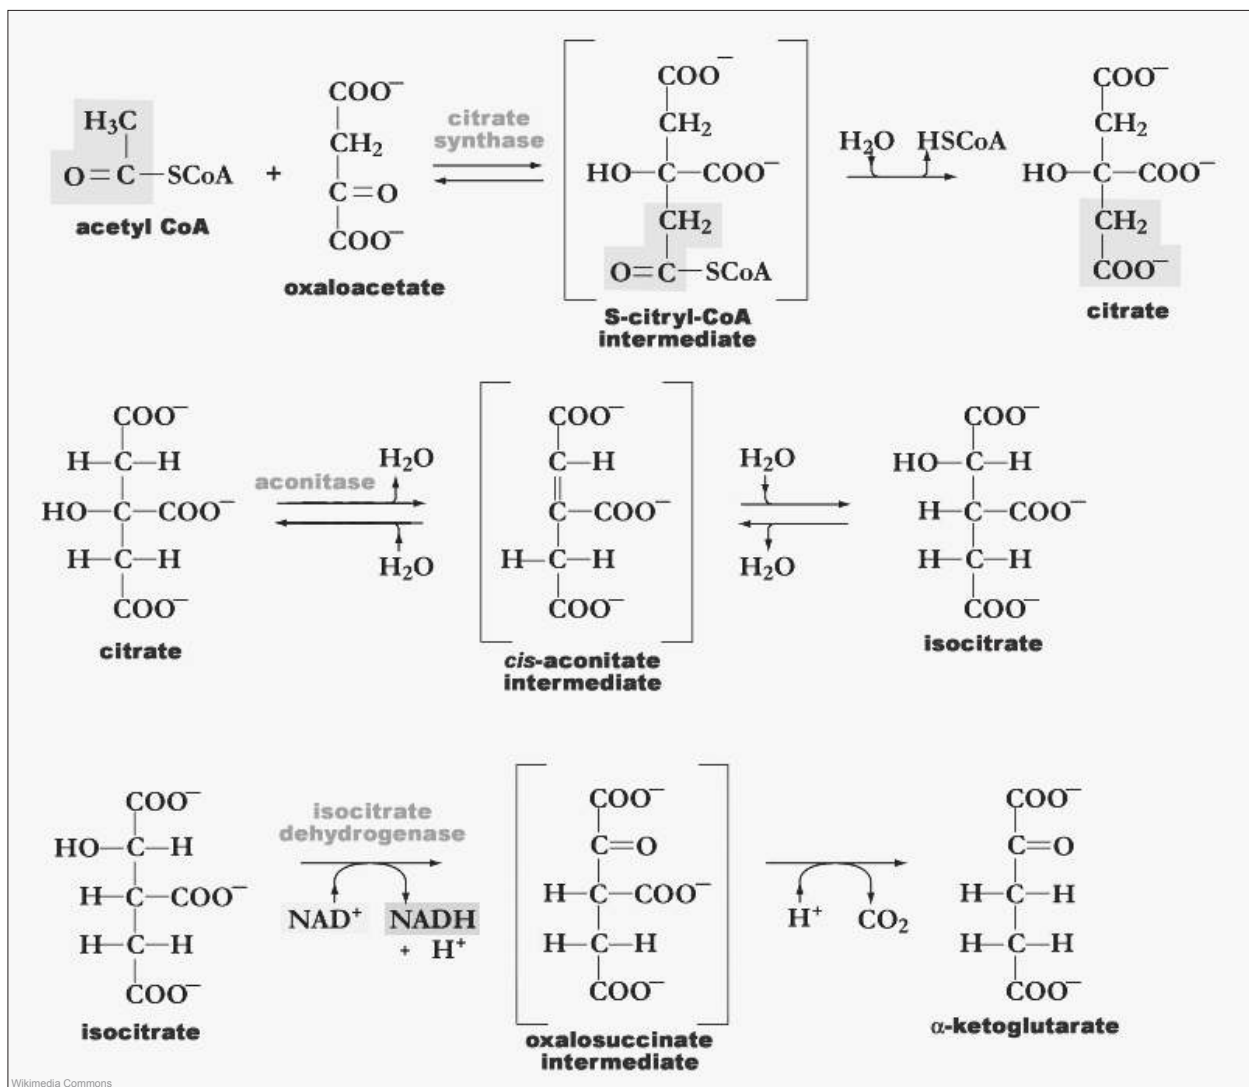 COO⁻
COO⁻ COO⁻
H₃C CH₂ citrate CH₂ H₂O HSCoA CH₂
O=C—SCoA + C=O synthase HO—C—COO⁻ HO—C—COO⁻
acetyl CoA COO⁻ CH₂ CH₂
oxaloacetate O=C—SCoA COO⁻
S-citryl-CoA citrate
intermediate
COO⁻ COO⁻ COO⁻
H—C—H aconitase H₂O C—H H₂O HO—C—H
HO—C—COO⁻ C—COO⁻ H—C—COO⁻
H—C—H H₂O H—C—H H₂O H—C—H
COO⁻ COO⁻ COO⁻
citrate cis-aconitate isocitrate
intermediate
COO⁻ isocitrate COO⁻ COO⁻
HO—C—H dehydrogenase C=O C=O
H—C—COO⁻ NAD⁺ NADH H—C—COO⁻ H⁺ CO₂ H—C—H
H—C—H + H⁺ H—C—H H—C—H
COO⁻ COO⁻ COO⁻
isocitrate oxalosuccinate α-ketoglutarate
intermediate
Wikimedia Commons